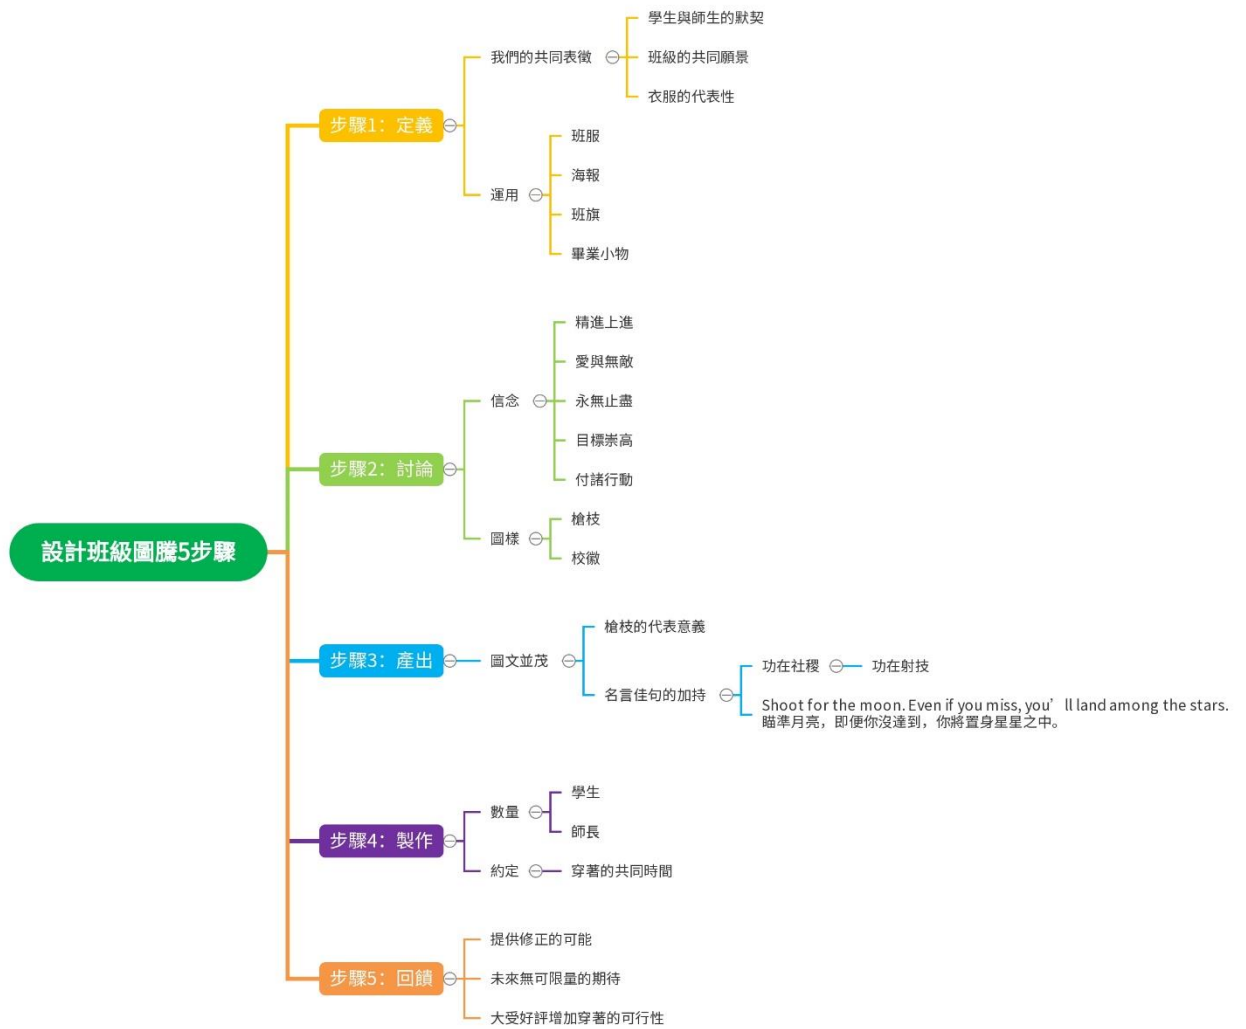 設計班級圖騰5步驟
步驟1：定義
我們的共同表徵
學生與師生的默契
班級的共同願景
衣服的代表性
運用
班服
海報
班旗
畢業小物
步驟2：討論
信念
精進上進
愛與無敵
永無止盡
目標崇高
付諸行動
圖樣
槍枝
校徽
步驟3：產出
圖文並茂
槍枝的代表意義
名言佳句的加持
功在社稷
功在射技
Shoot for the moon. Even if you miss, you’ll land among the stars.
瞄準月亮，即便你沒達到，你將置身星星之中。
步驟4：製作
數量
學生
師長
約定
穿著的共同時間
步驟5：回饋
提供修正的可能
未來無可限量的期待
大受好評增加穿著的可行性